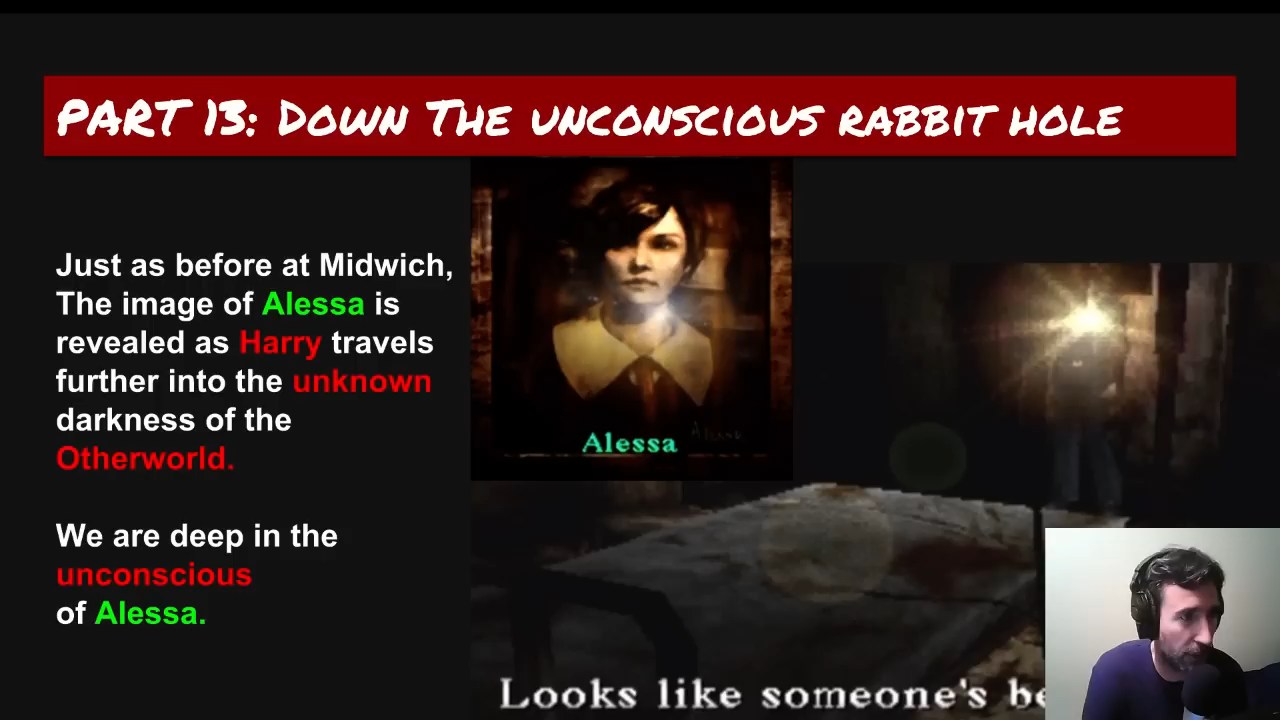 PART 13: DOWN THE UNCONSCIOUS RABBIT HOLE
Just as before at Midwich,
The image of Alessa is
revealed as Harry travels
further into the unknown
darkness of the
Otherworld.
We are deep in the
unconscious
of Alessa.
Alessa
Looks like someone's